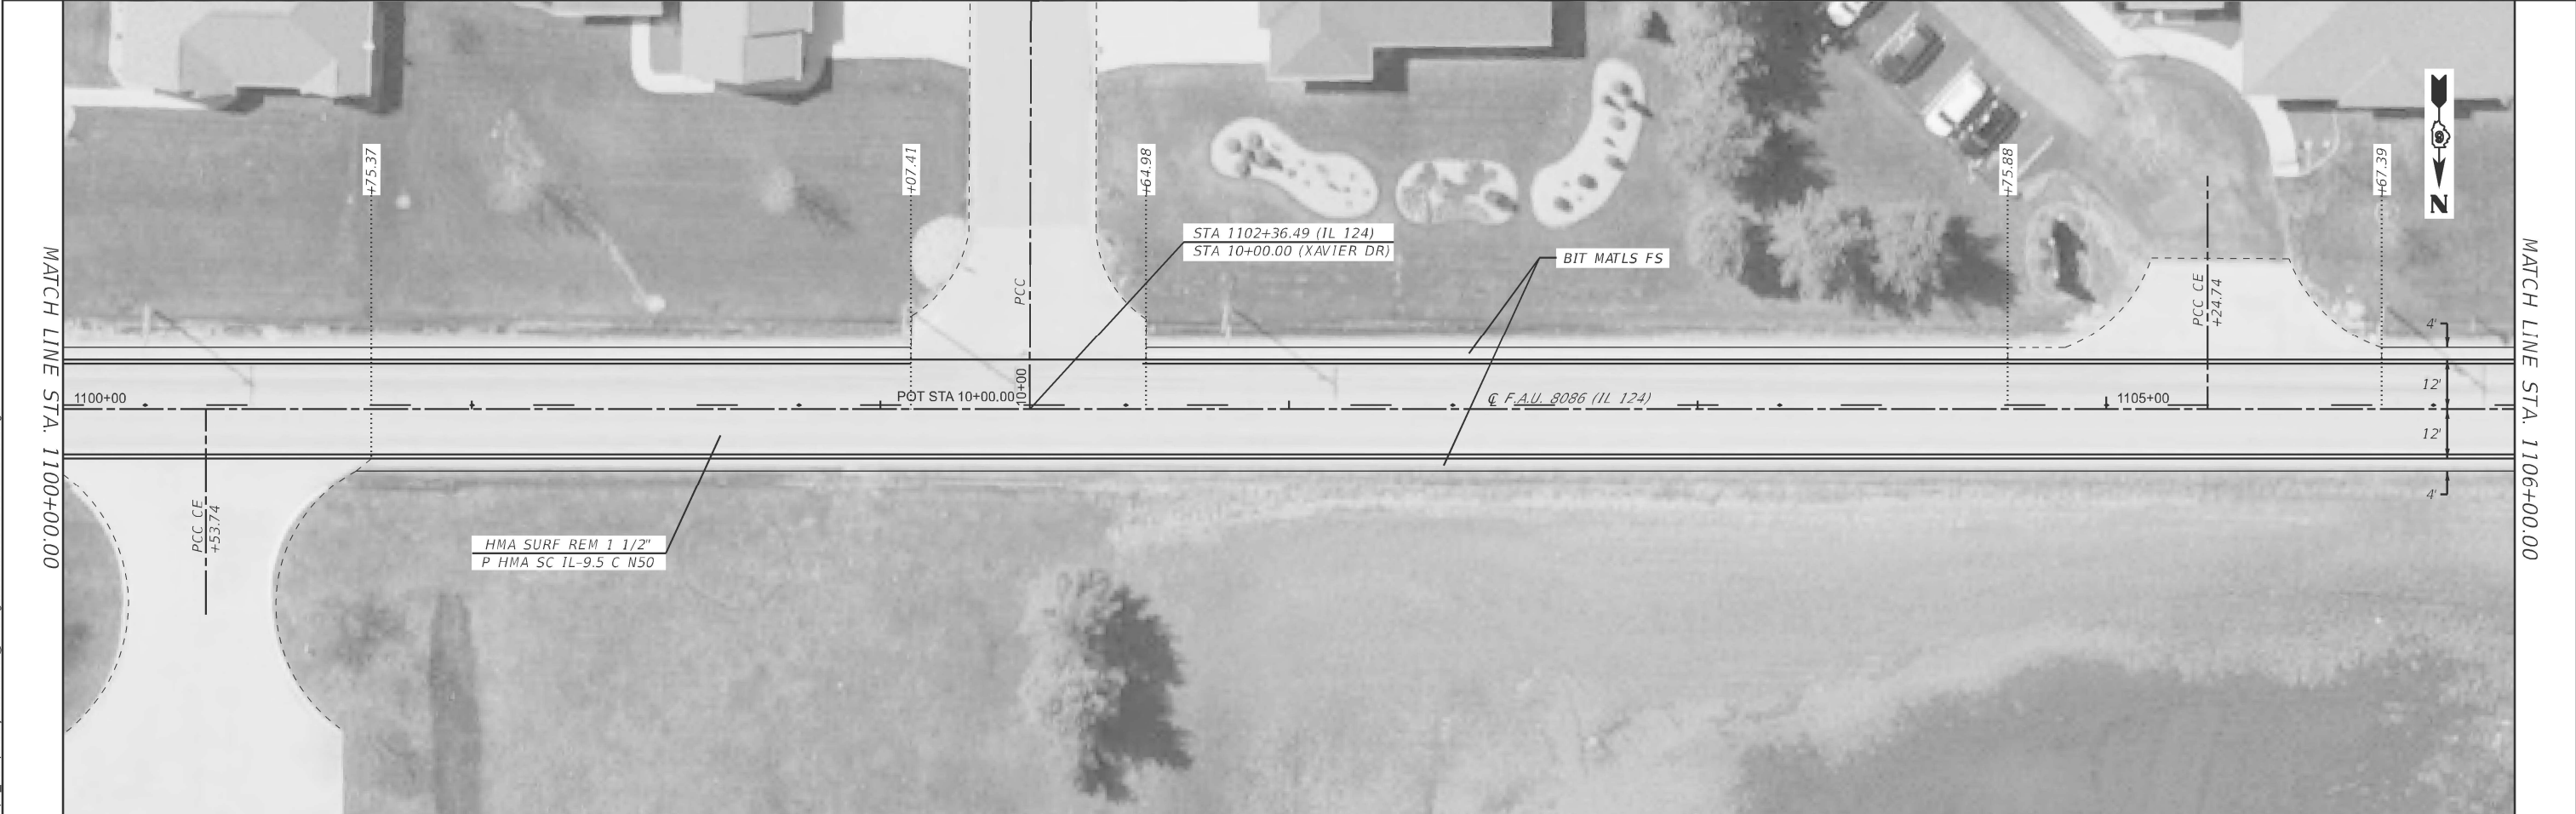 MATCH LINE STA. 1100+00.00
+75.37
+07.41
+64.98
+75.88
+67.39
N
STA 1102+36.49 (IL 124)
STA 10+00.00 (XAVIER DR)
BIT MATLS FS
PCC
PCC CE
+24.74
4'
12'
1100+00
POT STA 10+00.00
10+00
℄ F.A.U. 8086 (IL 124)
1105+00
12'
4'
PCC CE
+53.74
HMA SURF REM 1 1/2"
P HMA SC IL-9.5 C N50
MATCH LINE STA. 1106+00.00